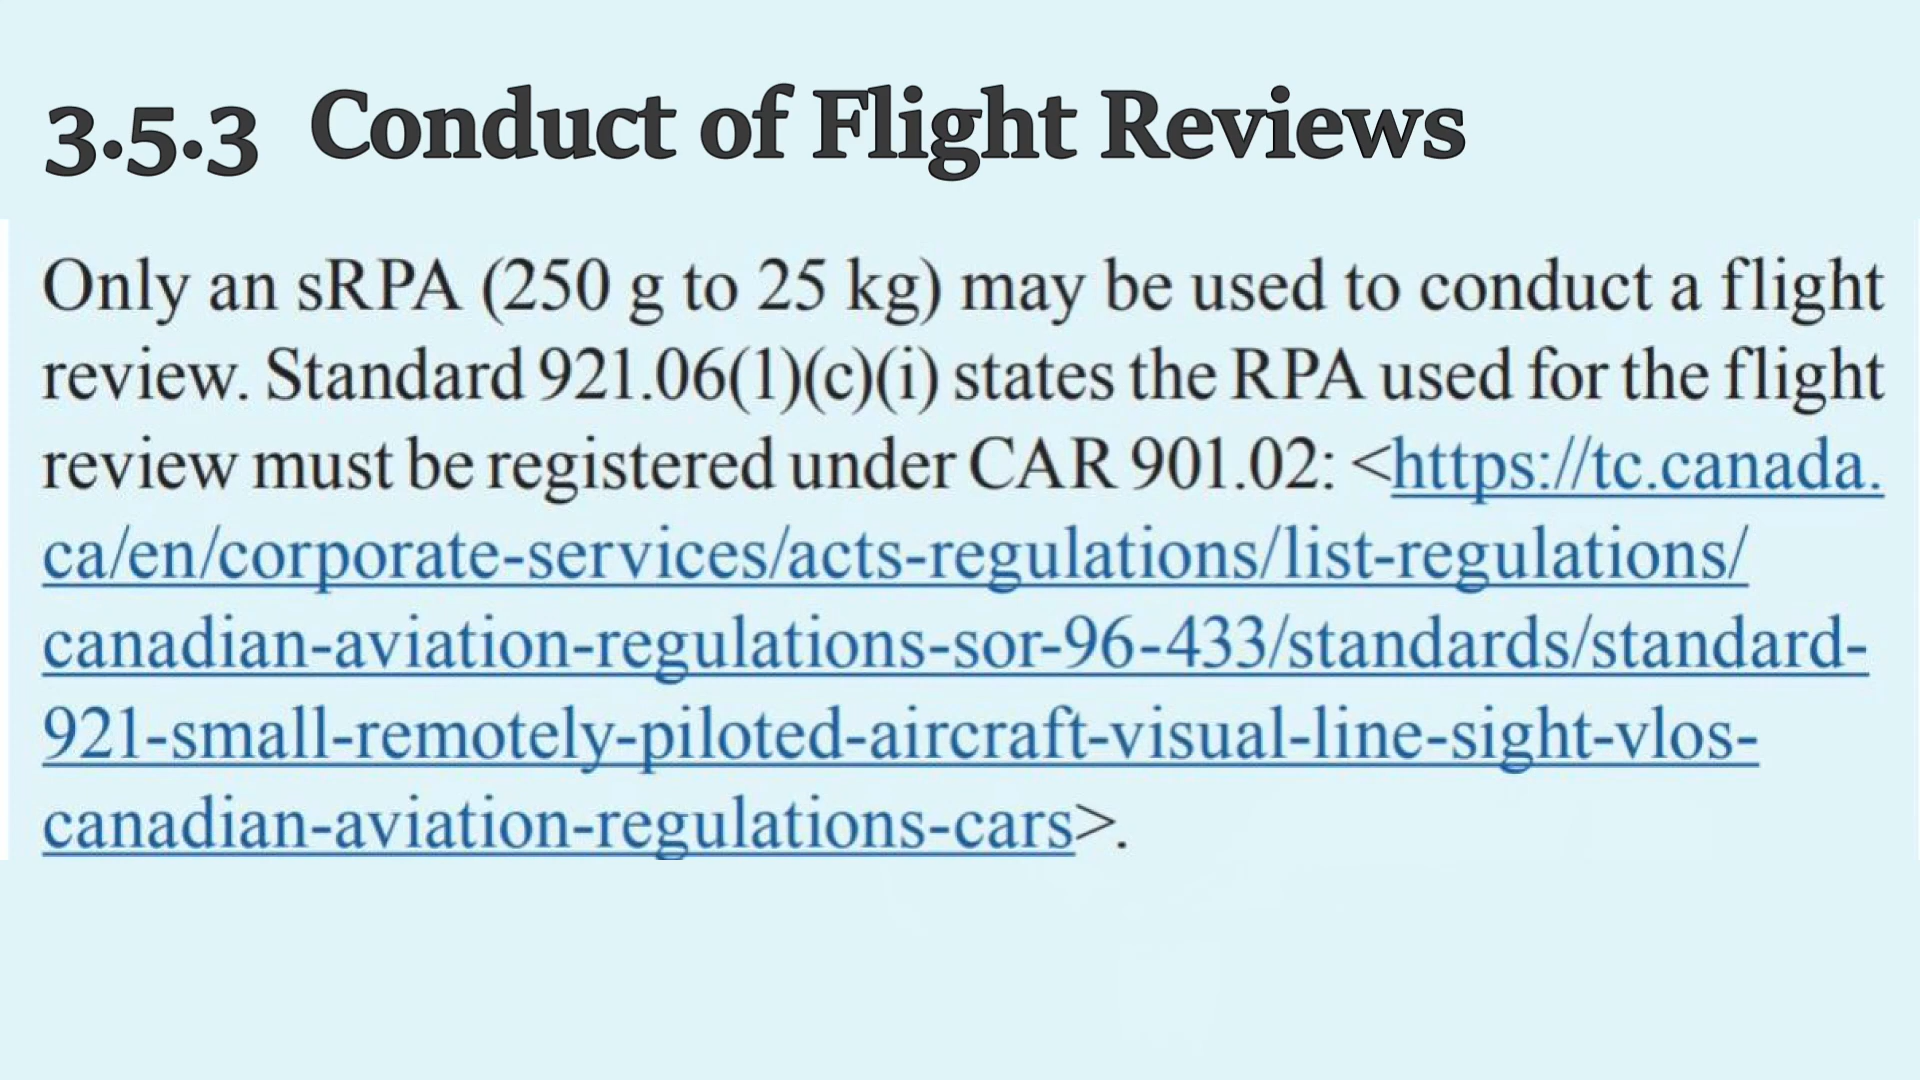 3.5.3 Conduct of Flight Reviews
Only an sRPA (250 g to 25 kg) may be used to conduct a flight
review. Standard 921.06(1)(c)(i) states the RPA used for the flight
review must be registered under CAR 901.02: <https://tc.canada.
ca/en/corporate-services/acts-regulations/list-regulations/
canadian-aviation-regulations-sor-96-433/standards/standard-
921-small-remotely-piloted-aircraft-visual-line-sight-vlos-
canadian-aviation-regulations-cars>.